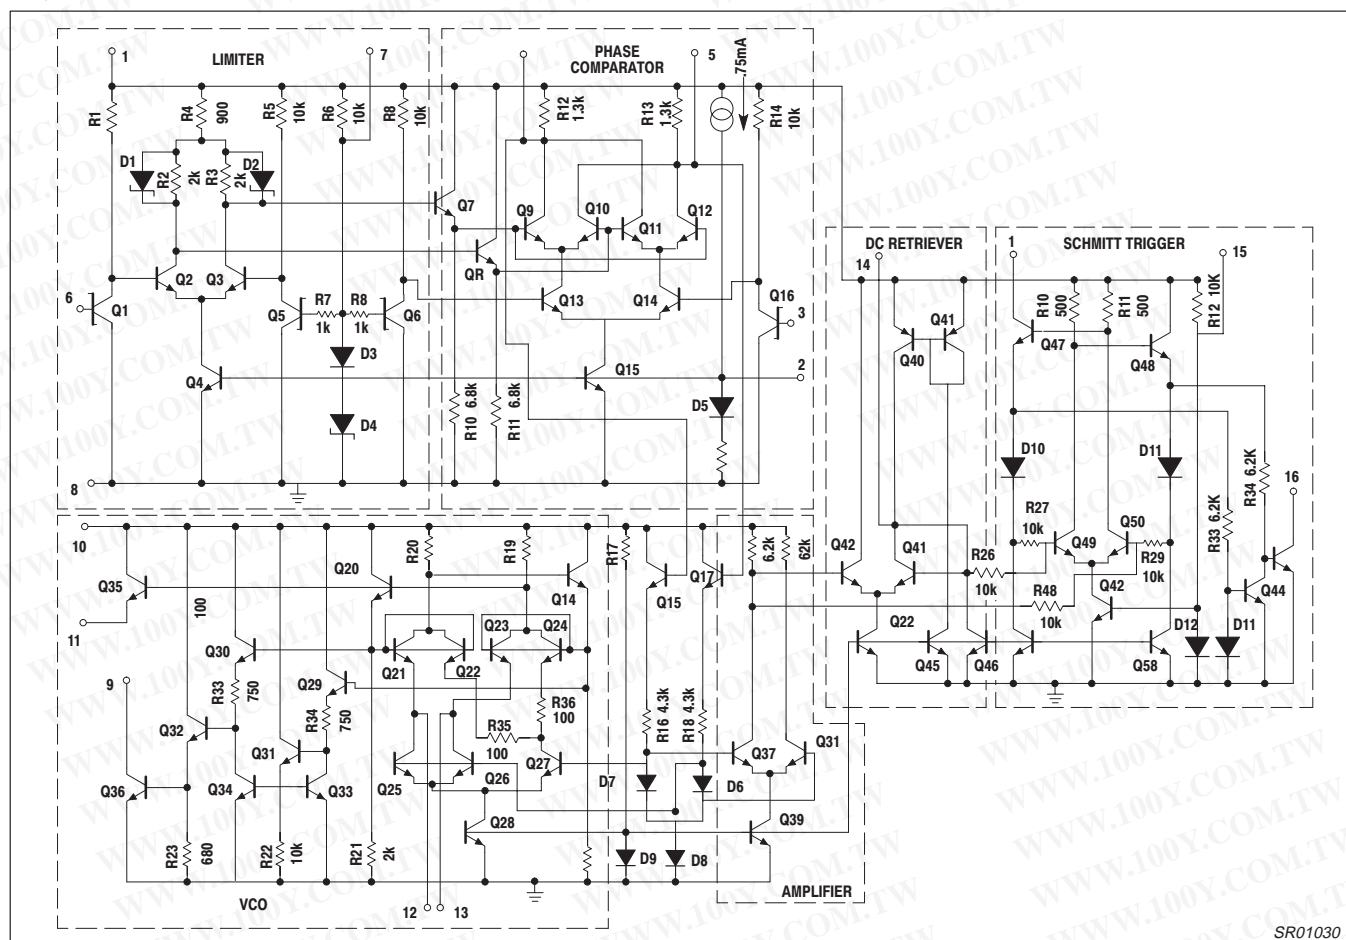 LIMITER
PHASE
COMPARATOR
.75mA
1
7
5
R1
R4
900
R5
10k
R6
10k
R8
10k
R12
1.3k
R13
1.3k
R14
10k
D1
R2
2k
R3
2k
D2
Q7
Q9
Q10
Q11
Q12
QR
Q2
Q3
6
Q1
Q5
R7
1k
R8
1k
Q6
Q13
Q14
Q16
3
D3
Q4
Q15
2
D4
R10 6.8k
R11 6.8k
D5
8
DC RETRIEVER
14
SCHMITT TRIGGER
1
15
R10
500
R11
500
R12 10K
Q40
Q41
Q47
Q48
D10
D11
R34 6.2K
16
R33 6.2K
R27
10k
Q49
Q50
R29
10k
Q42
Q41
R26
10k
R48
10k
Q42
Q44
D12
D11
Q22
Q45
Q46
Q58
10
Q35
100
Q20
R20
R19
Q14
R17
Q15
Q17
6.2k
62k
11
Q30
Q21
Q22
Q23
Q24
9
R33
750
Q29
R34
750
R36
100
R35
100
R16 4.3k
R18 4.3k
Q32
Q31
Q37
Q31
Q36
Q34
Q33
Q25
Q26
Q27
D7
D6
Q28
Q39
R23
680
R22
10k
R21
2k
D9
D8
VCO
12
13
AMPLIFIER
SR01030
WWW.100Y.COM.TW